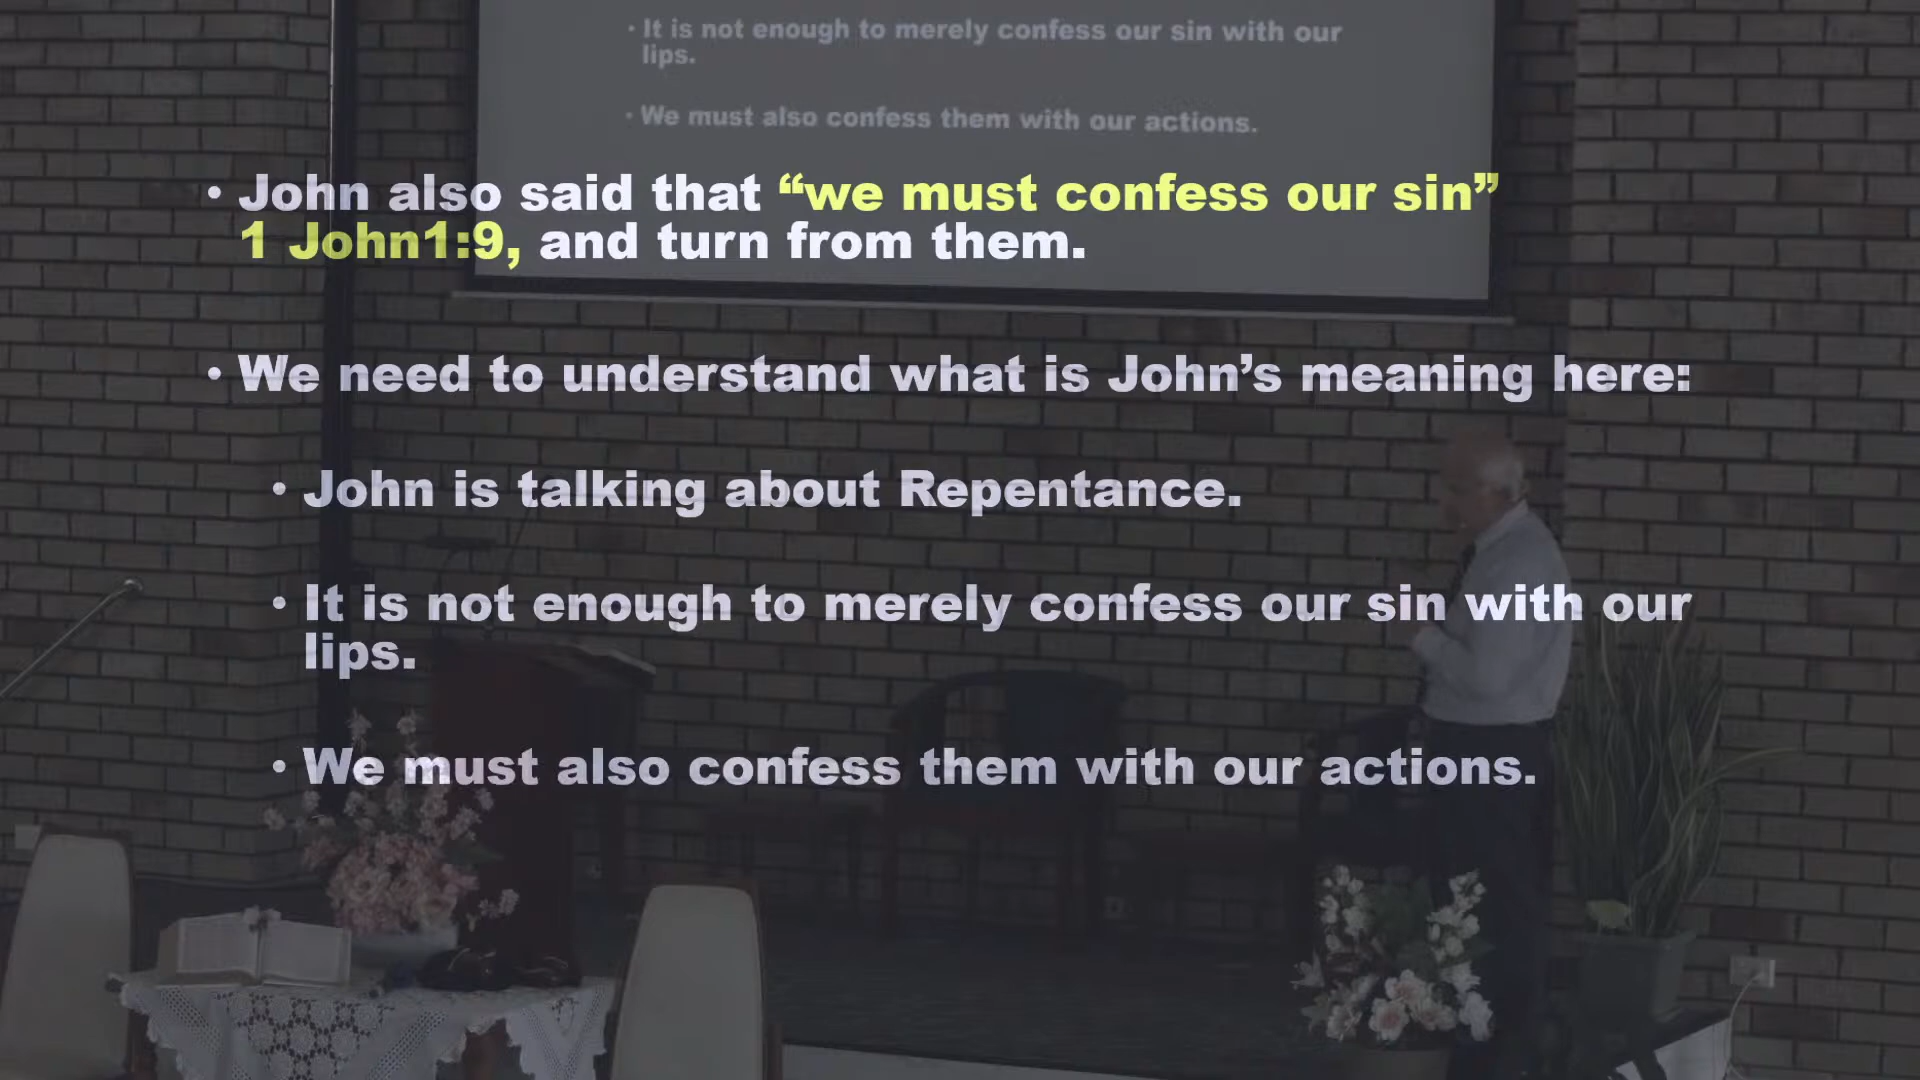 • It is not enough to merely confess our sin with our
lips.
• We must also confess them with our actions.
• John also said that “we must confess our sin”
1 John1:9, and turn from them.
• We need to understand what is John’s meaning here:
• John is talking about Repentance.
• It is not enough to merely confess our sin with our
lips.
• We must also confess them with our actions.